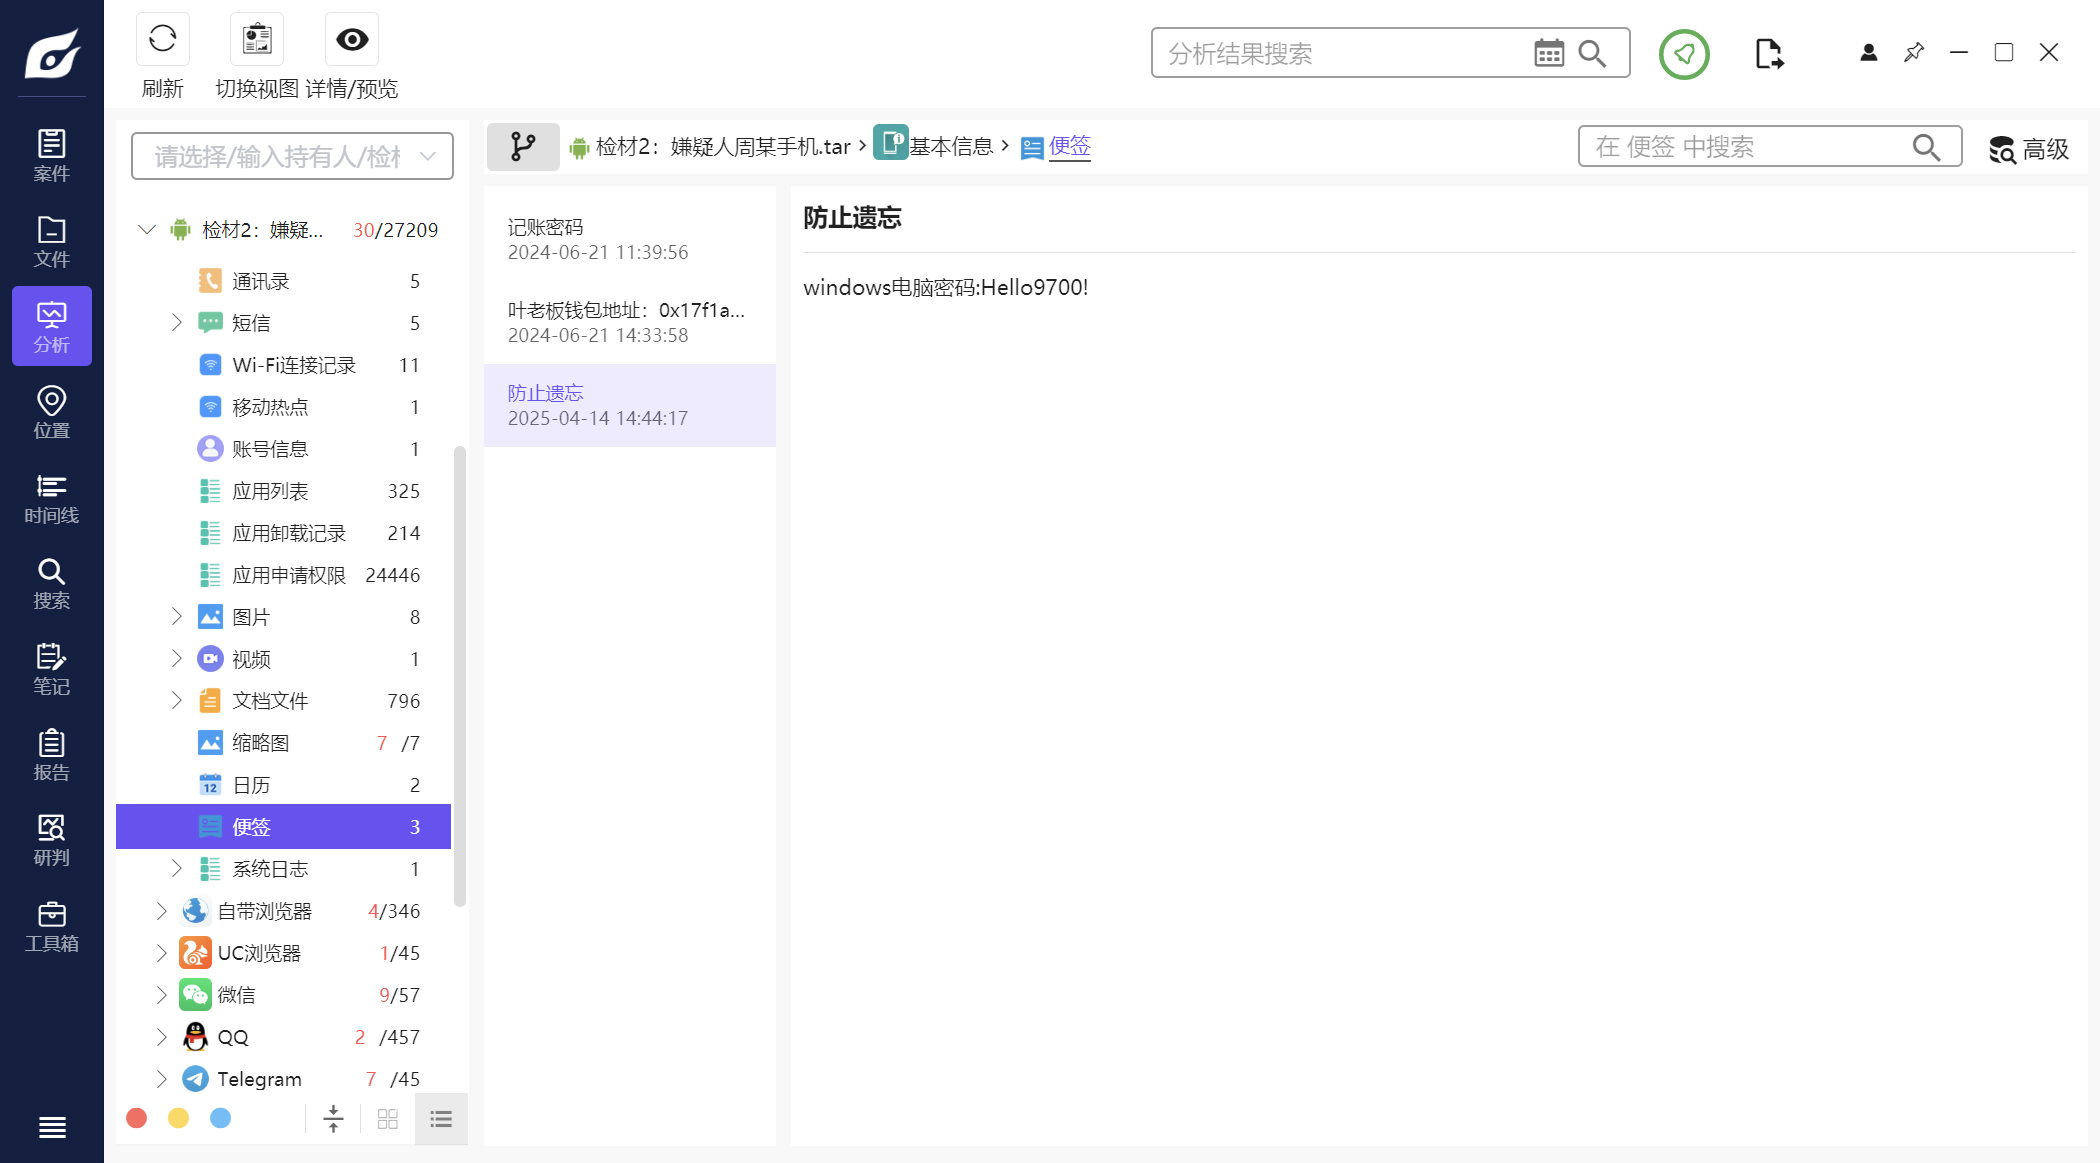 刷新
切换视图
详情/预览
分析结果搜索
案件
文件
分析
位置
时间线
搜索
笔记
报告
研判
工具箱
请选择/输入持有人/检材
检材2：嫌疑... 30/27209
通讯录 5
短信 5
Wi-Fi连接记录 11
移动热点 1
账号信息 1
应用列表 325
应用卸载记录 214
应用申请权限 24446
图片 8
视频 1
文档文件 796
缩略图 7 /7
12 日历 2
便签 3
系统日志 1
自带浏览器 4/346
UC浏览器 1/45
微信 9/57
QQ 2 /457
Telegram 7 /45
检材2：嫌疑人周某手机.tar > 基本信息 > 便签
在 便签 中搜索
高级
记账密码
2024-06-21 11:39:56
叶老板钱包地址：0x17f1a...
2024-06-21 14:33:58
防止遗忘
2025-04-14 14:44:17
防止遗忘
windows电脑密码:Hello9700!